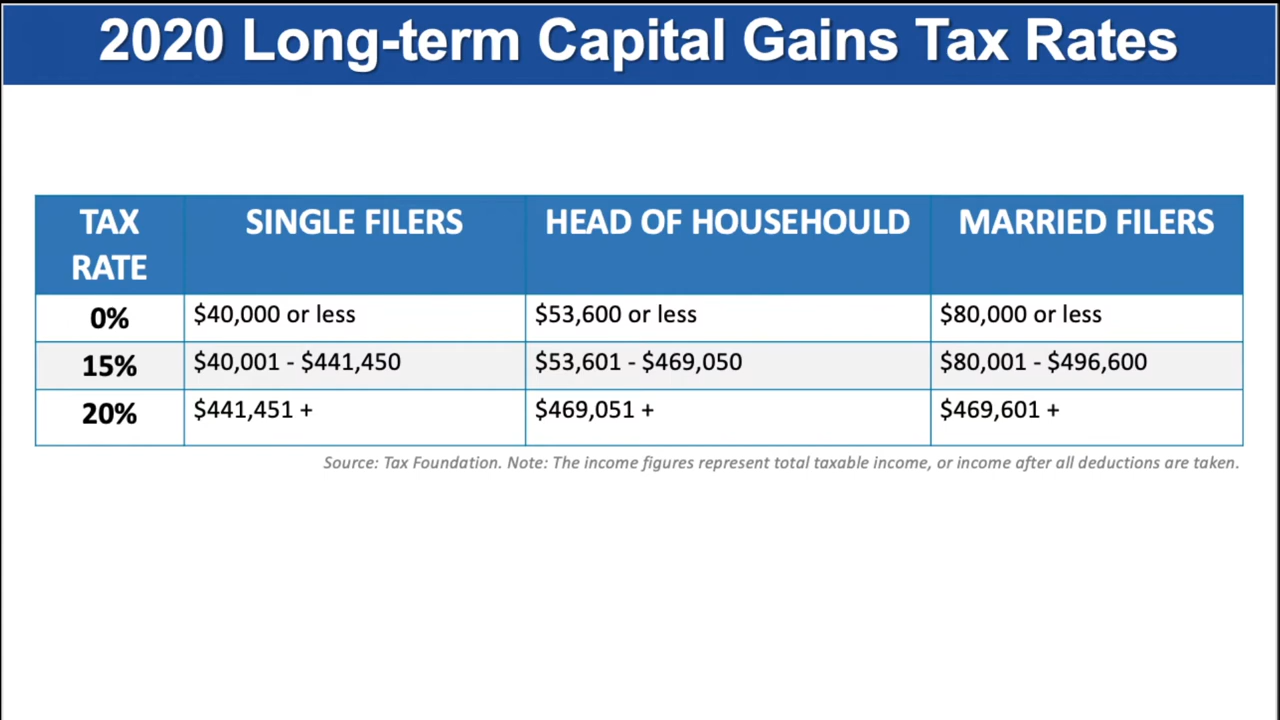 2020 Long-term Capital Gains Tax Rates
TAX RATE SINGLE FILERS HEAD OF HOUSEHOULD MARRIED FILERS
0% $40,000 or less $53,600 or less $80,000 or less
15% $40,001 - $441,450 $53,601 - $469,050 $80,001 - $496,600
20% $441,451 + $469,051 + $469,601 +
Source: Tax Foundation. Note: The income figures represent total taxable income, or income after all deductions are taken.